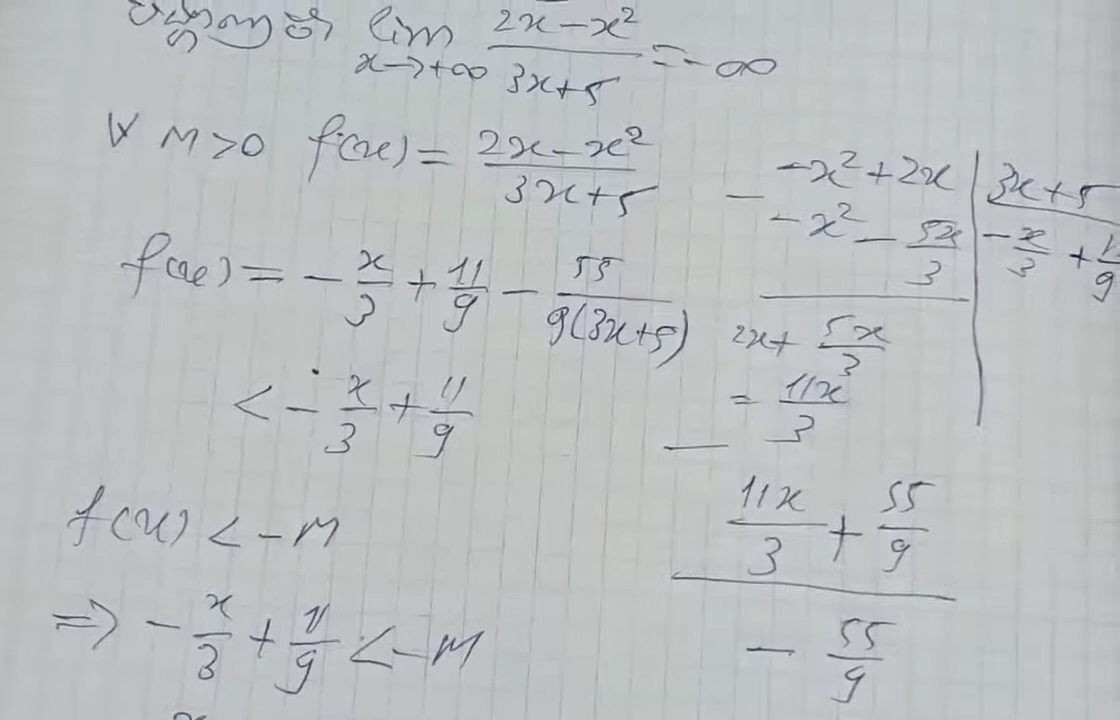 lim x→+∞ (2x-x²)/(3x+5) = -∞
∀ M>0 f(x) = (2x-x²)/(3x+5)
f(x) = -x/3 + 11/9 - 55/(9(3x+5))
< -x/3 + 11/9
f(x) < -M
⇒ -x/3 + 11/9 < -M
-x²+2x | 3x+5
- -x² - 5x/3 | -x/3 + 11/9
2x + 5x/3
= 11x/3
- 11x/3 + 55/9
- 55/9